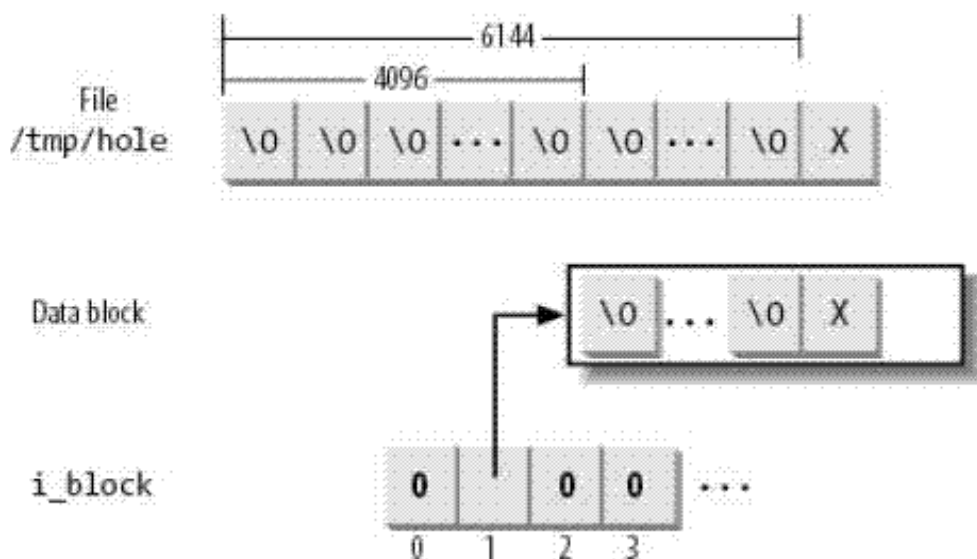 6144
4096
File
/tmp/hole
\0 \0 \0 ... \0 \0 ... \0 X
Data block
\0 ... \0 X
i_block
0 0 0 ...
0 1 2 3